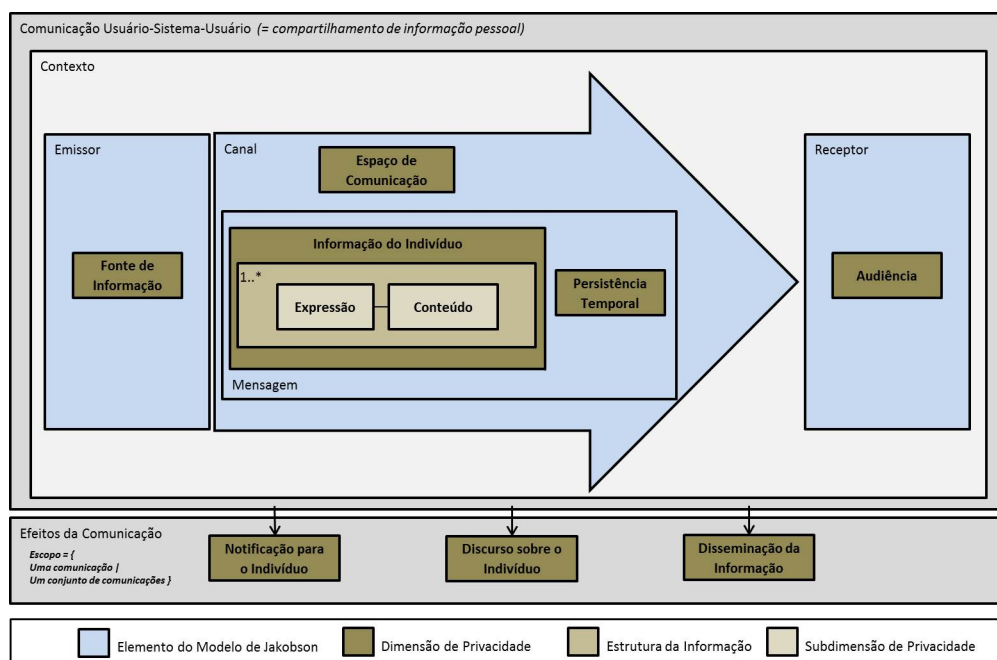 Comunicação Usuário-Sistema-Usuário (= compartilhamento de informação pessoal)
Contexto
Emissor
Fonte de
Informação
Canal
Espaço de
Comunicação
Informação do Indivíduo
1..*
Expressão
Conteúdo
Persistência
Temporal
Mensagem
Receptor
Audiência
Efeitos da Comunicação
Escopo = {
Uma comunicação |
Um conjunto de comunicações }
Notificação para
o Indivíduo
Discurso sobre o
Indivíduo
Disseminação da
Informação
Elemento do Modelo de Jakobson
Dimensão de Privacidade
Estrutura da Informação
Subdimensão de Privacidade